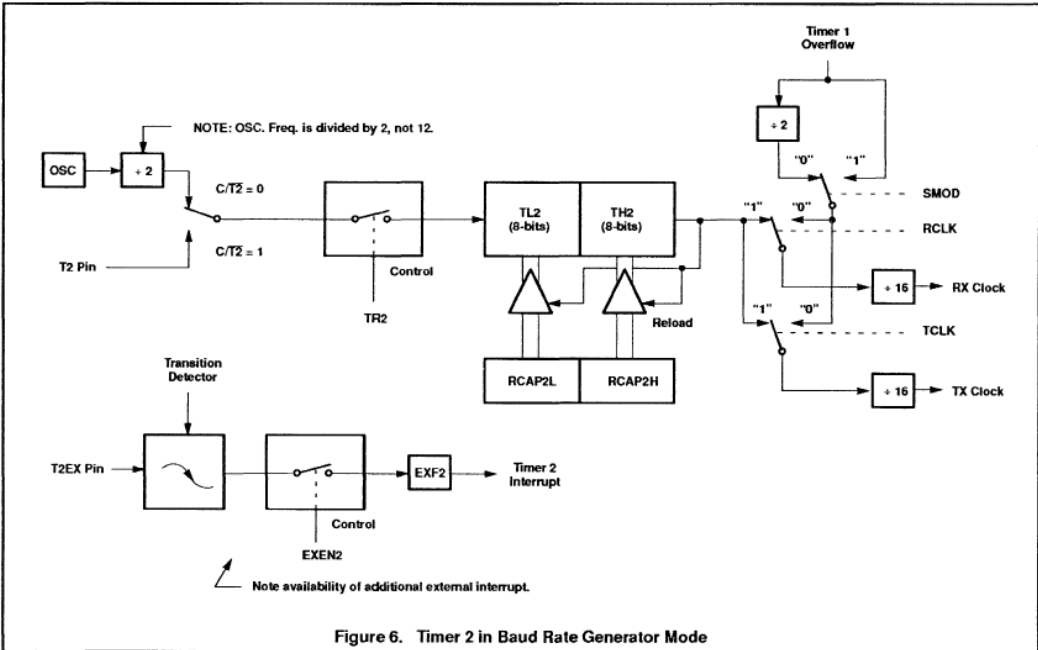 Timer 1
Overflow
÷ 2
"0"
"1"
SMOD
NOTE: OSC. Freq. is divided by 2, not 12.
OSC
÷ 2
C/T2̅ = 0
C/T2̅ = 1
T2 Pin
Control
TR2
TL2
(8-bits)
TH2
(8-bits)
Reload
RCAP2L
RCAP2H
"1"
"0"
RCLK
÷ 16
RX Clock
"1"
"0"
TCLK
÷ 16
TX Clock
Transition
Detector
T2EX Pin
Control
EXEN2
EXF2
Timer 2
Interrupt
Note availability of additional external interrupt.
Figure 6. Timer 2 in Baud Rate Generator Mode